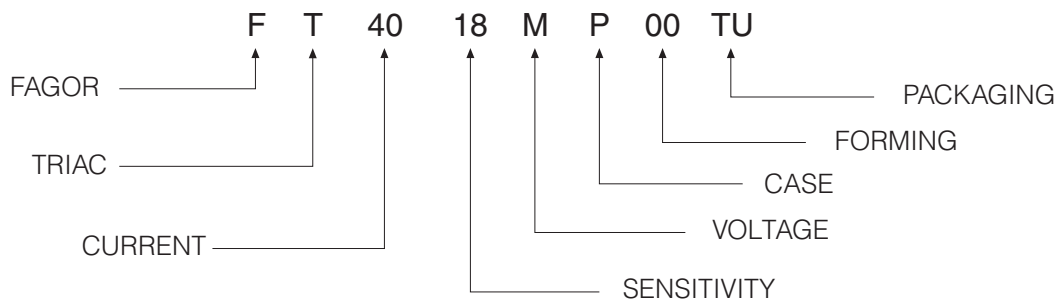 F T 40 18 M P 00 TU
FAGOR
PACKAGING
FORMING
TRIAC
CASE
VOLTAGE
CURRENT
SENSITIVITY